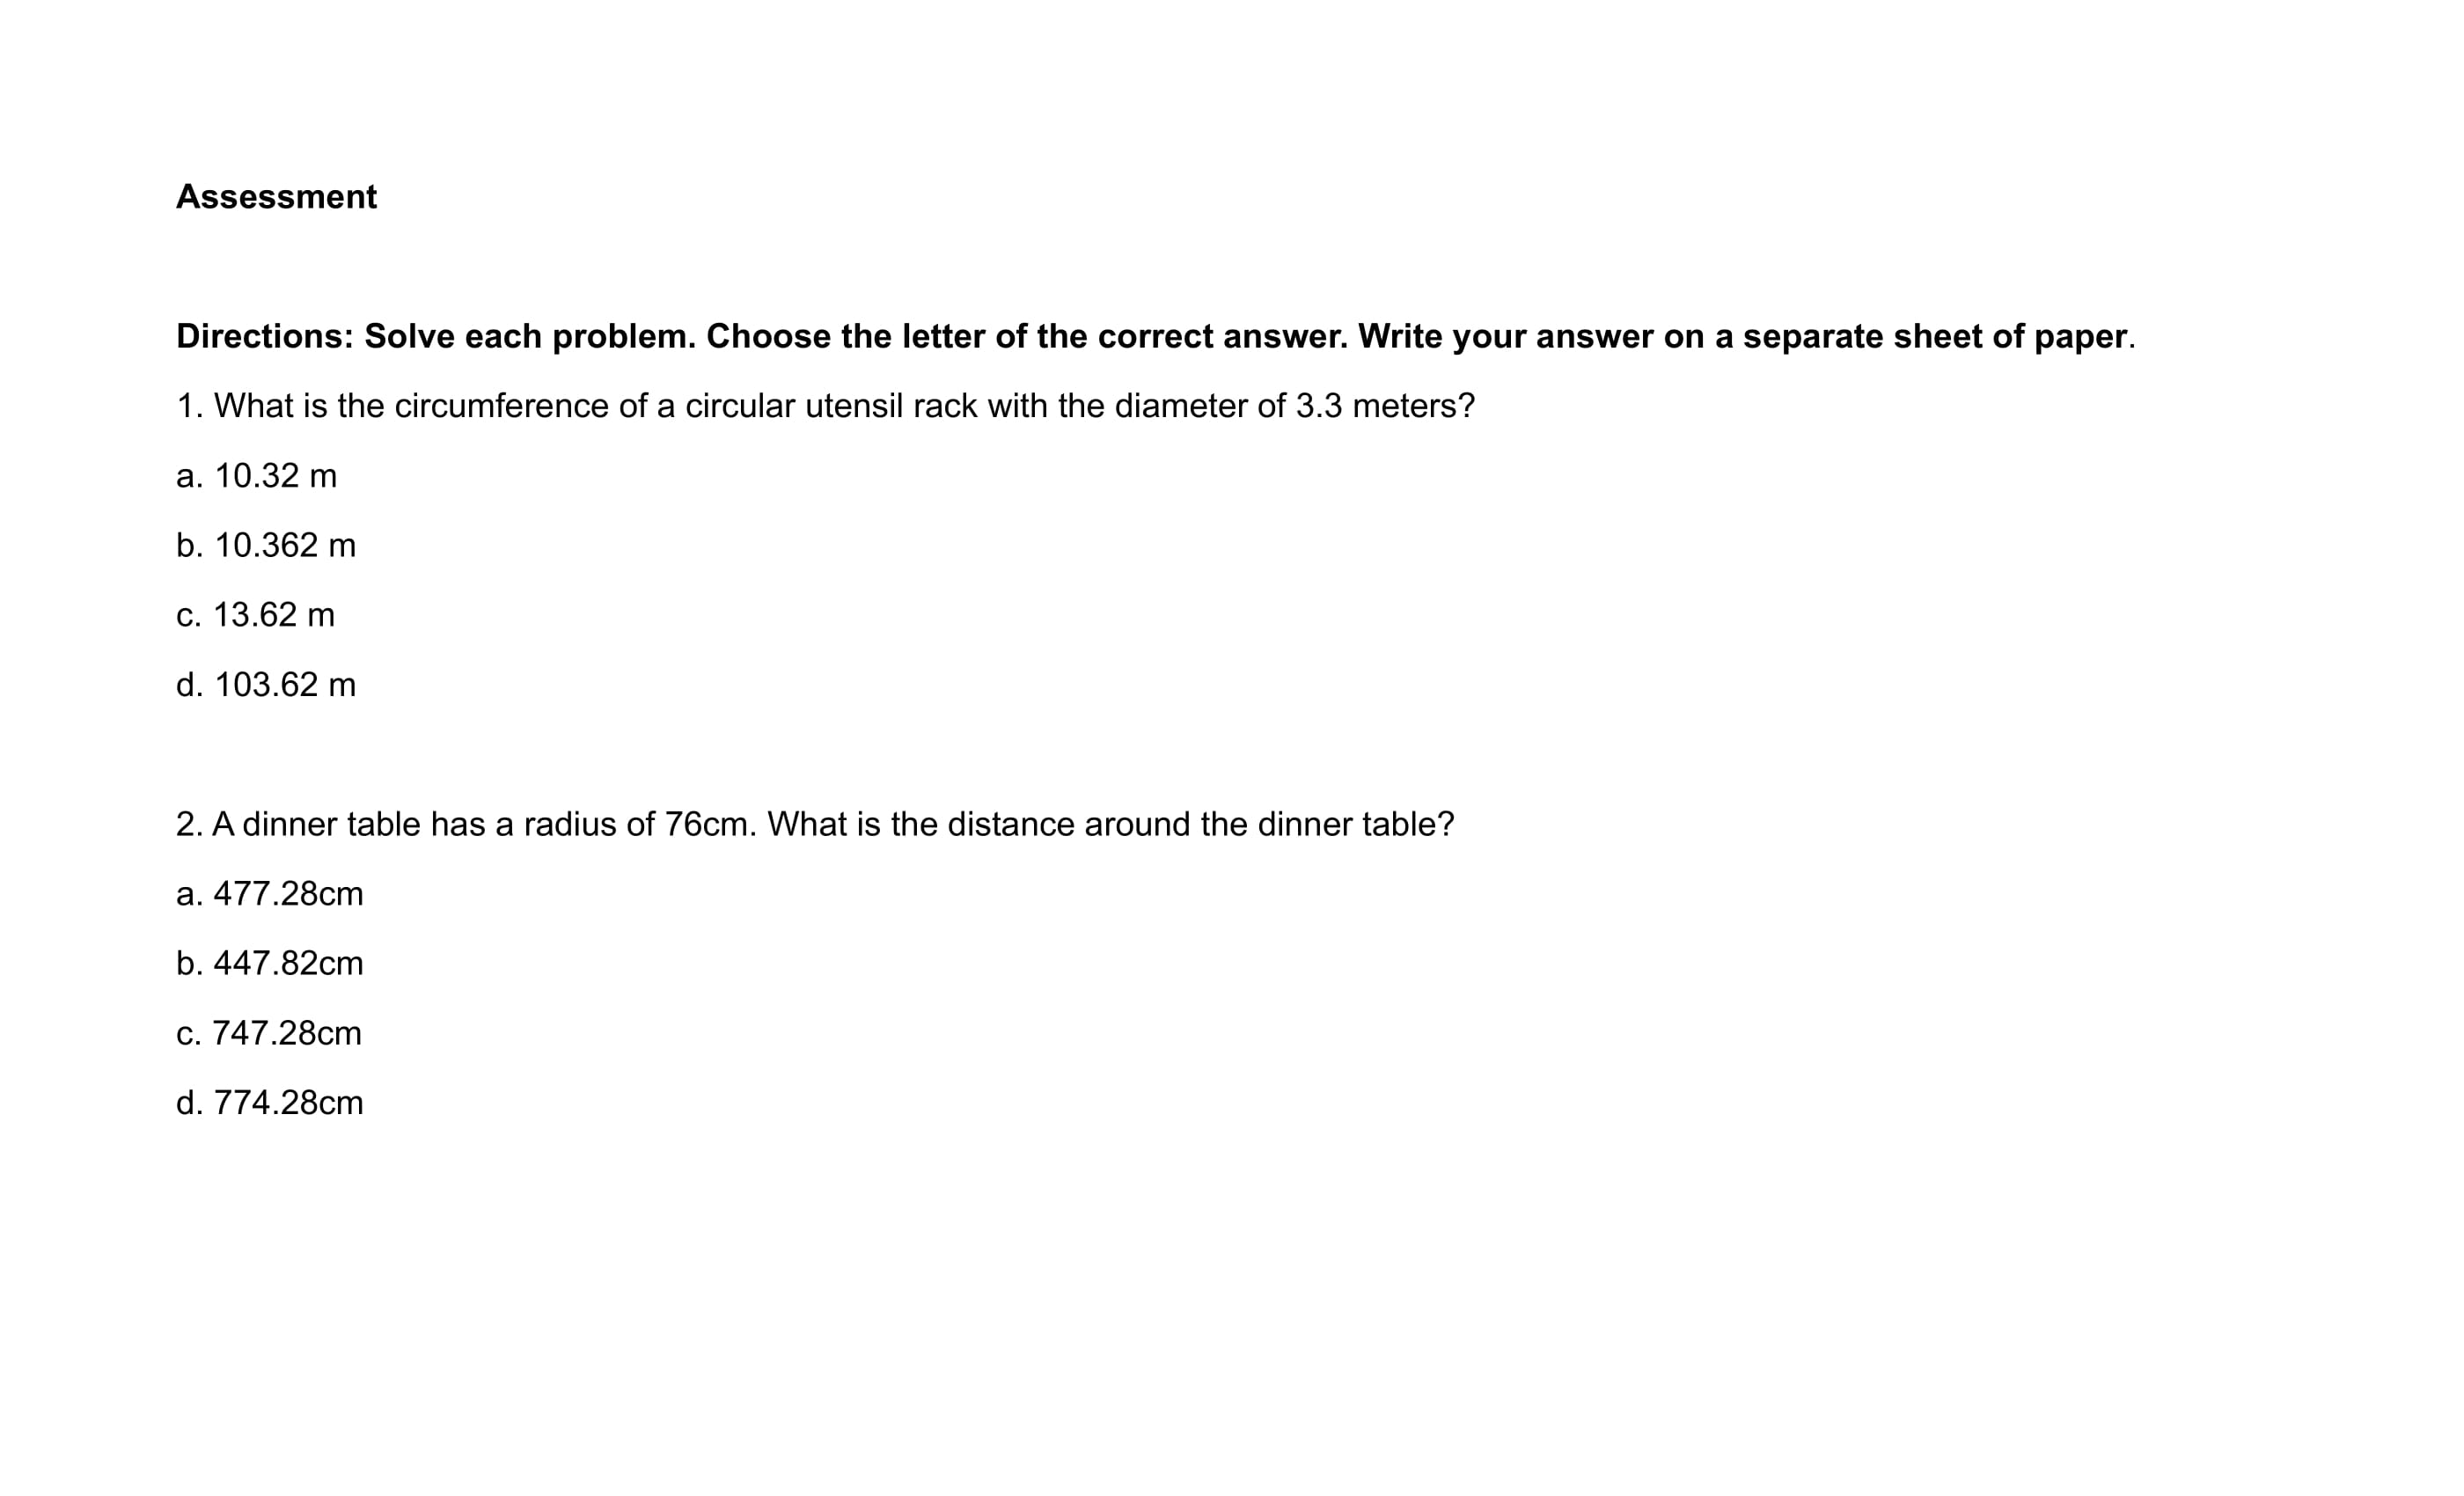 Assessment
Directions: Solve each problem. Choose the letter of the correct answer. Write your answer on a separate sheet of paper.
1. What is the circumference of a circular utensil rack with the diameter of 3.3 meters?
a. 10.32 m
b. 10.362 m
c. 13.62 m
d. 103.62 m
2. A dinner table has a radius of 76cm. What is the distance around the dinner table?
a. 477.28cm
b. 447.82cm
c. 747.28cm
d. 774.28cm